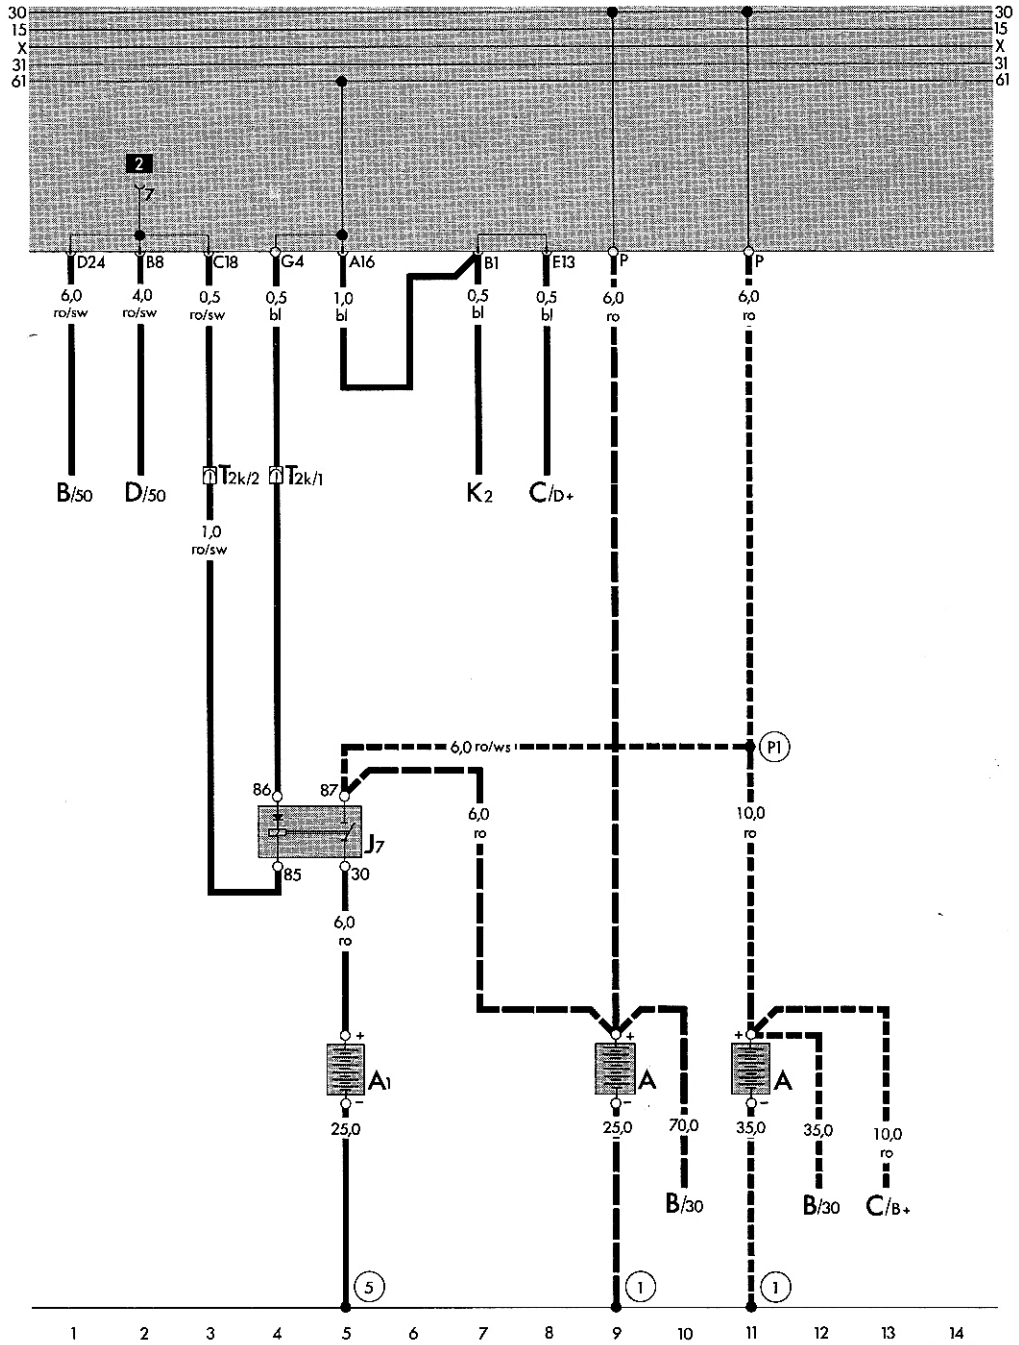 30 30
15 15
X X
31 31
61 61
2
7
D24 B8 C18 G4 A16 B1 E13 P P
6,0 4,0 0,5 0,5 1,0 0,5 0,5 6,0 6,0
ro/sw ro/sw ro/sw bl bl bl bl ro ro
T2k/2 T2k/1
B/50 D/50 K2 C/D+
1,0
ro/sw
6,0 ro/ws P1
86 87
6,0 10,0
ro ro
J7
85 30
6,0
ro
+ + +
A1 A A
− − −
25,0 25,0 70,0 35,0 35,0 10,0
ro
B/30 B/30 C/B+
5 1 1
1 2 3 4 5 6 7 8 9 10 11 12 13 14